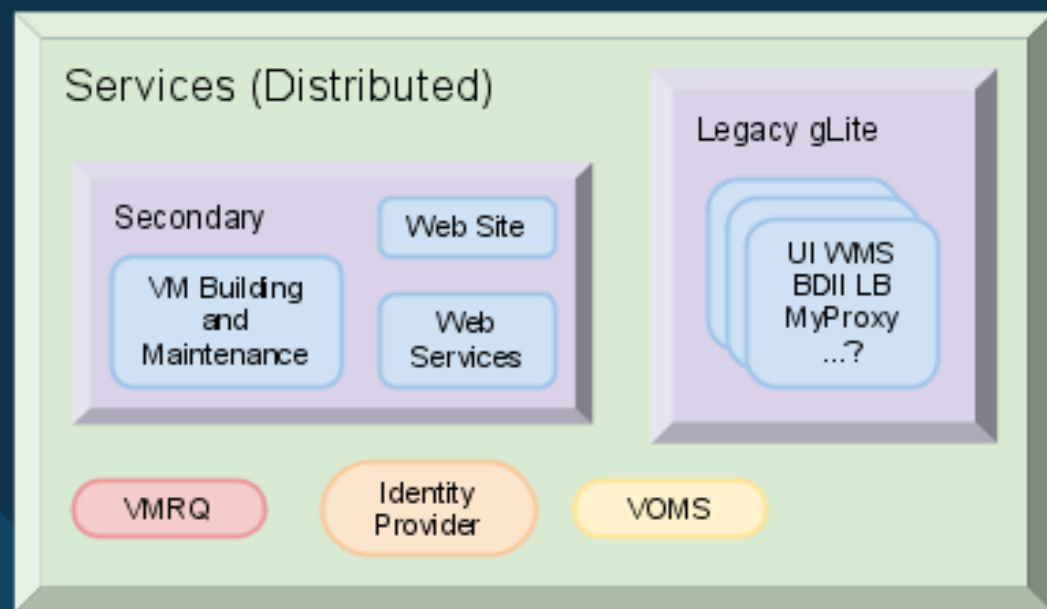 Services (Distributed)
Legacy gLite
Secondary
Web Site
VM Building
and
Maintenance
Web
Services
UI WMS
BDII LB
MyProxy
...?
VMRQ
Identity
Provider
VOMS